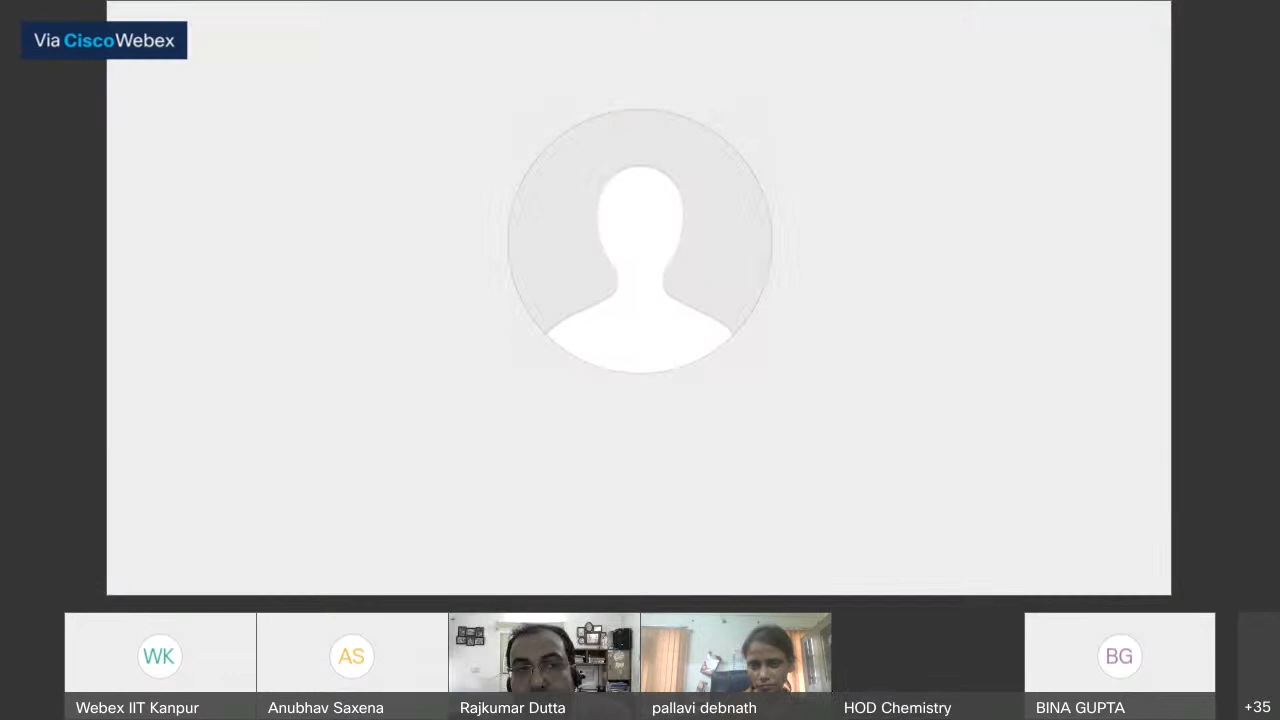 Via CiscoWebex
WK
AS
BG
Webex IIT Kanpur
Anubhav Saxena
Rajkumar Dutta
pallavi debnath
HOD Chemistry
BINA GUPTA
+35